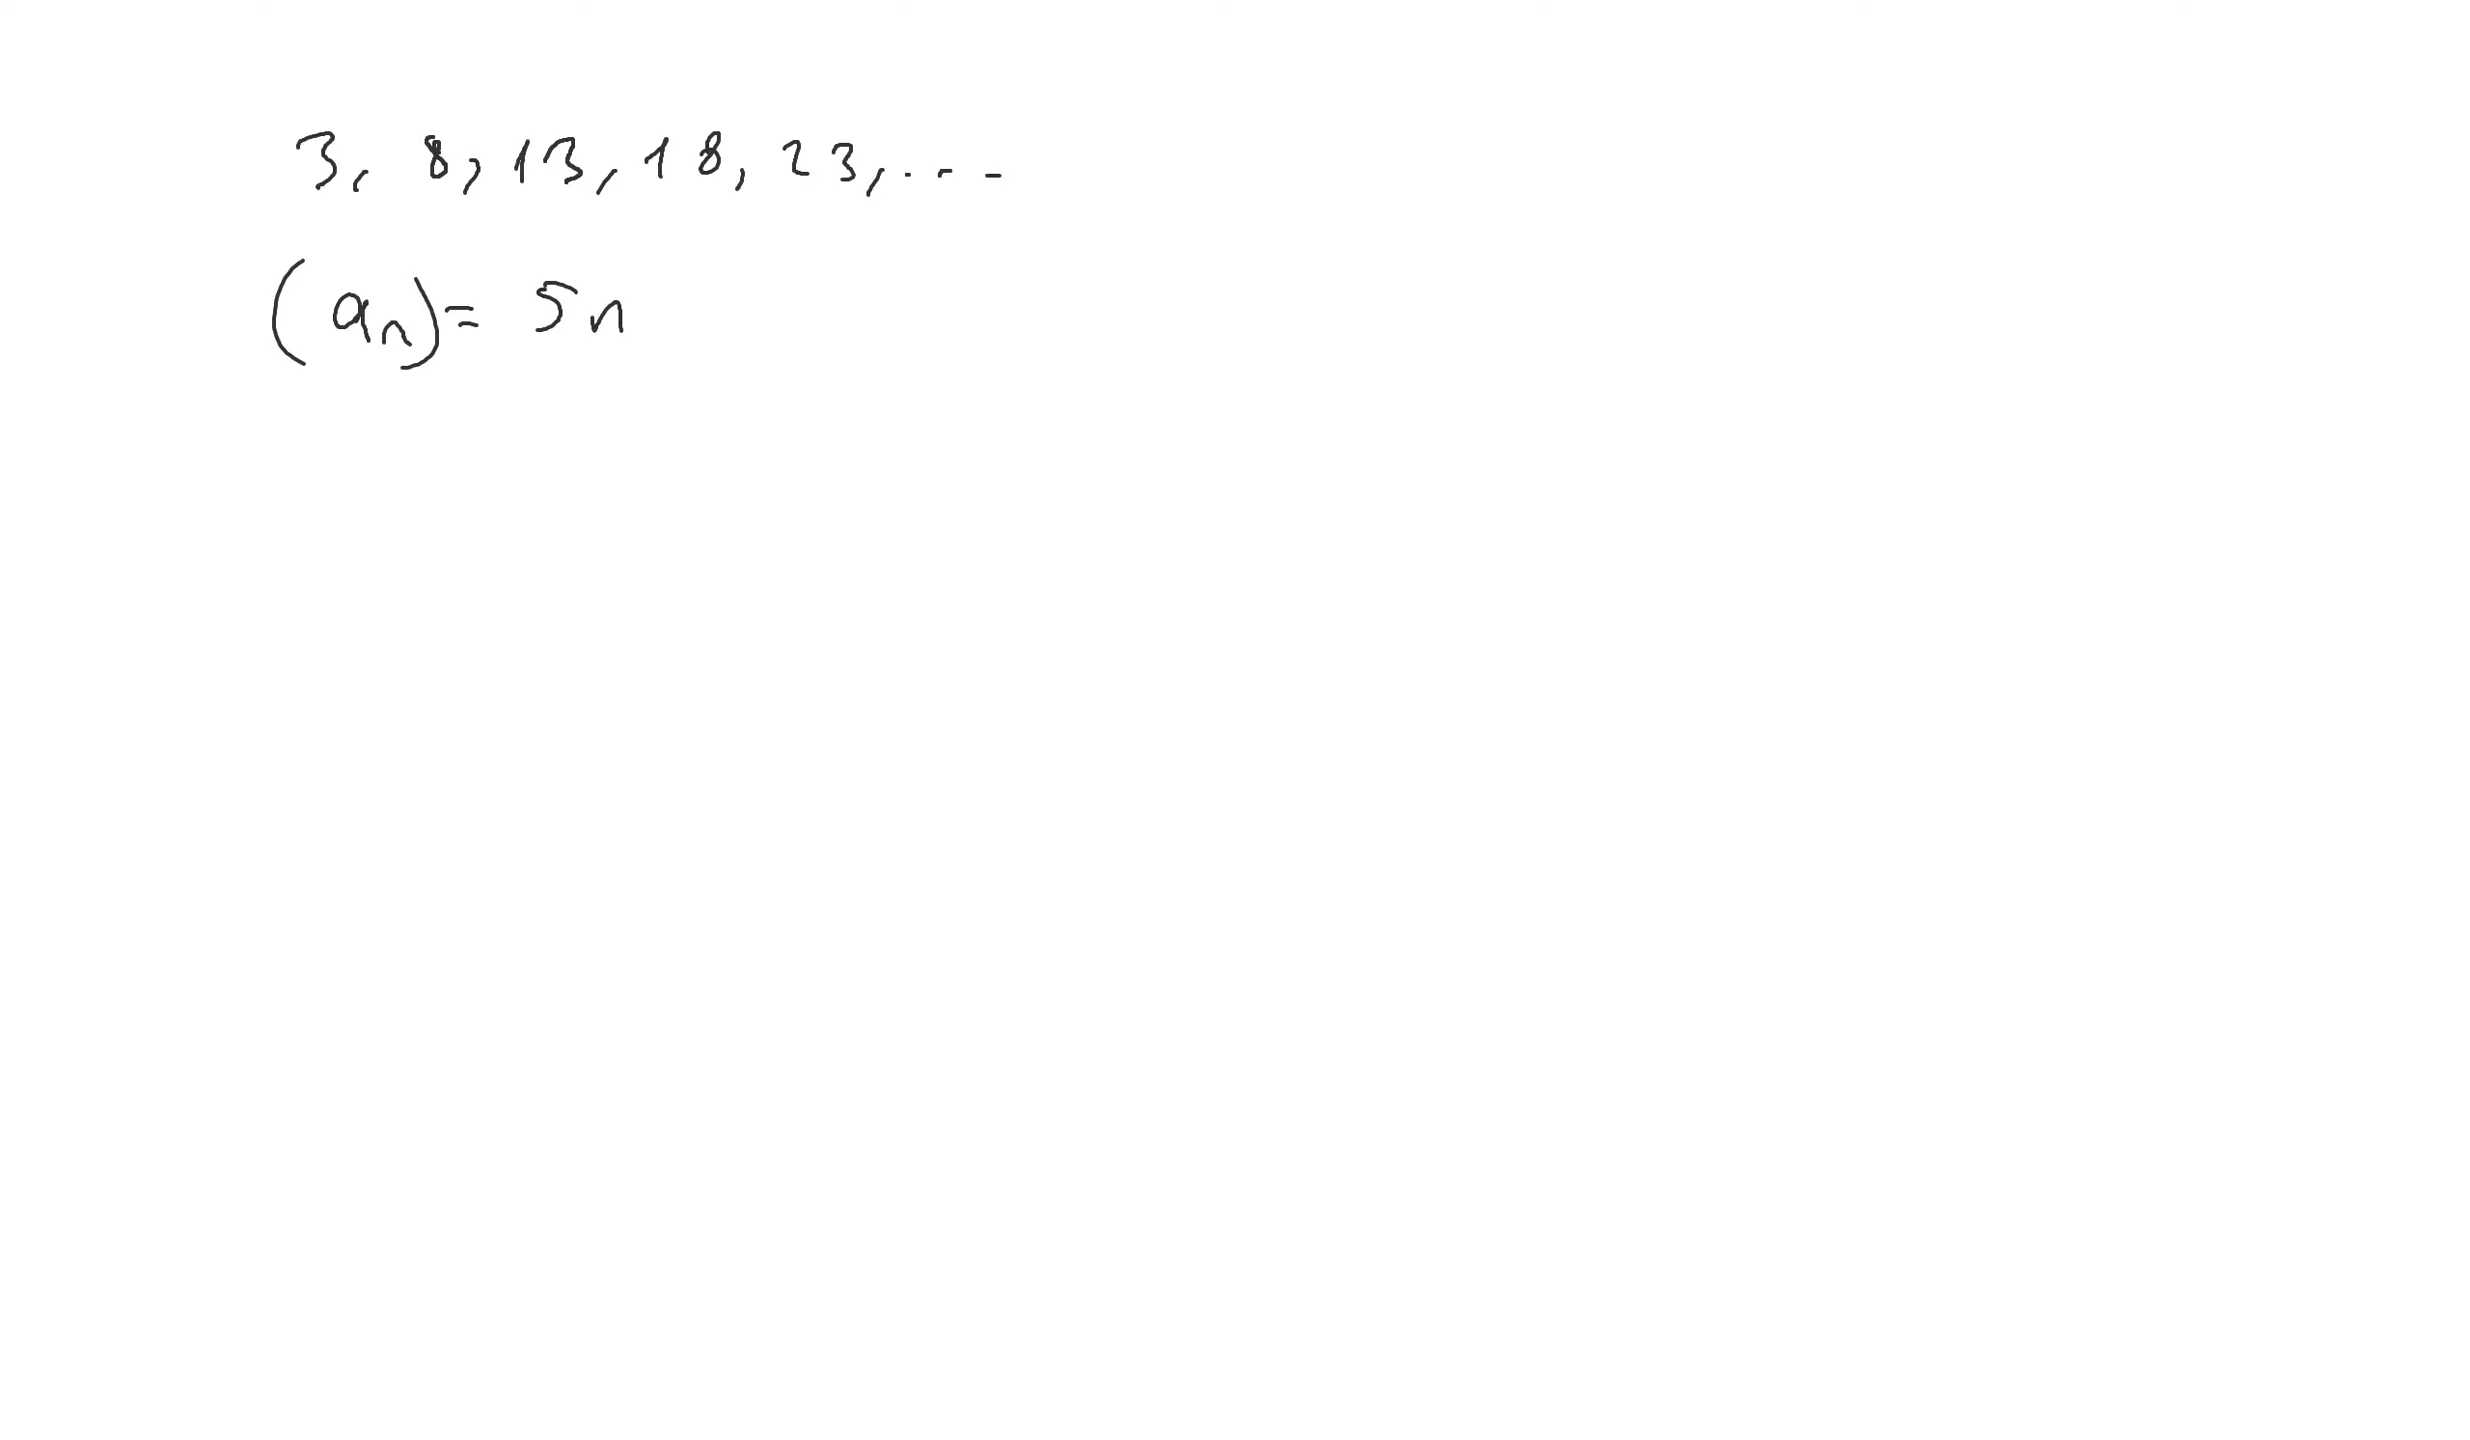 3, 8, 13, 18, 23, ...
(aₙ) = 5n